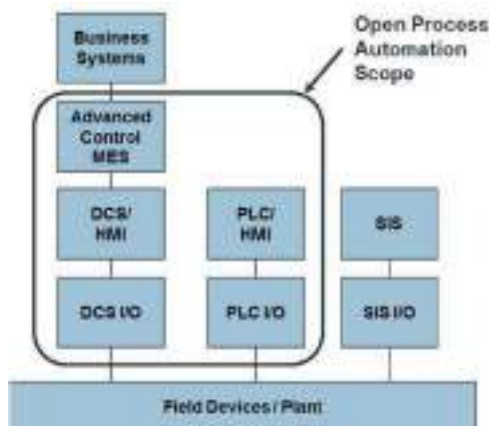 Open Process
Automation
Scope
Business
Systems
Advanced
Control
MES
DCS/
HMI
PLC/
HMI
SIS
DCS I/O
PLC I/O
SIS I/O
Field Devices / Plant